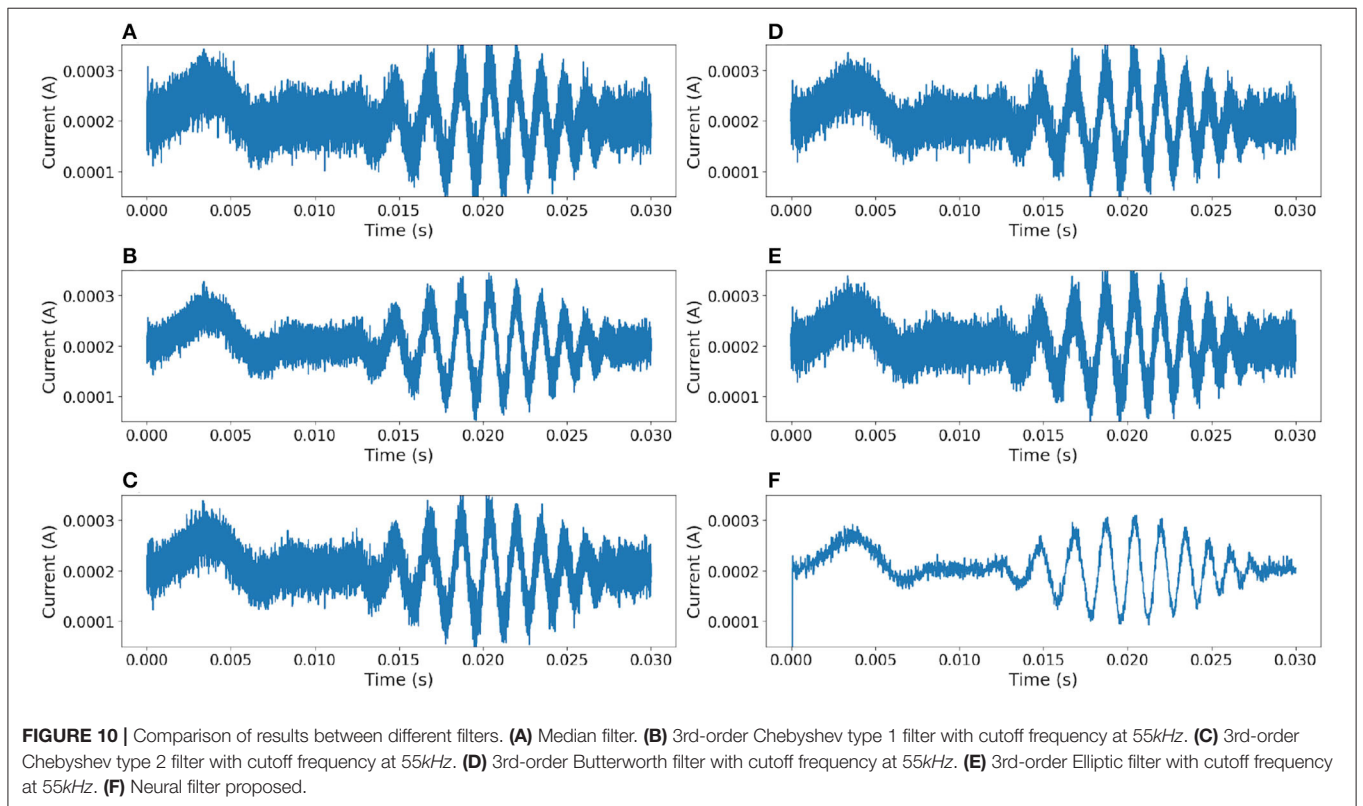 A
Current (A)
0.0003
0.0002
0.0001
0.000 0.005 0.010 0.015 0.020 0.025 0.030
Time (s)
B
Current (A)
0.0003
0.0002
0.0001
0.000 0.005 0.010 0.015 0.020 0.025 0.030
Time (s)
C
Current (A)
0.0003
0.0002
0.0001
0.000 0.005 0.010 0.015 0.020 0.025 0.030
Time (s)
D
Current (A)
0.0003
0.0002
0.0001
0.000 0.005 0.010 0.015 0.020 0.025 0.030
Time (s)
E
Current (A)
0.0003
0.0002
0.0001
0.000 0.005 0.010 0.015 0.020 0.025 0.030
Time (s)
F
Current (A)
0.0003
0.0002
0.0001
0.000 0.005 0.010 0.015 0.020 0.025 0.030
Time (s)
FIGURE 10 | Comparison of results between different filters. (A) Median filter. (B) 3rd-order Chebyshev type 1 filter with cutoff frequency at 55kHz. (C) 3rd-order
Chebyshev type 2 filter with cutoff frequency at 55kHz. (D) 3rd-order Butterworth filter with cutoff frequency at 55kHz. (E) 3rd-order Elliptic filter with cutoff frequency
at 55kHz. (F) Neural filter proposed.